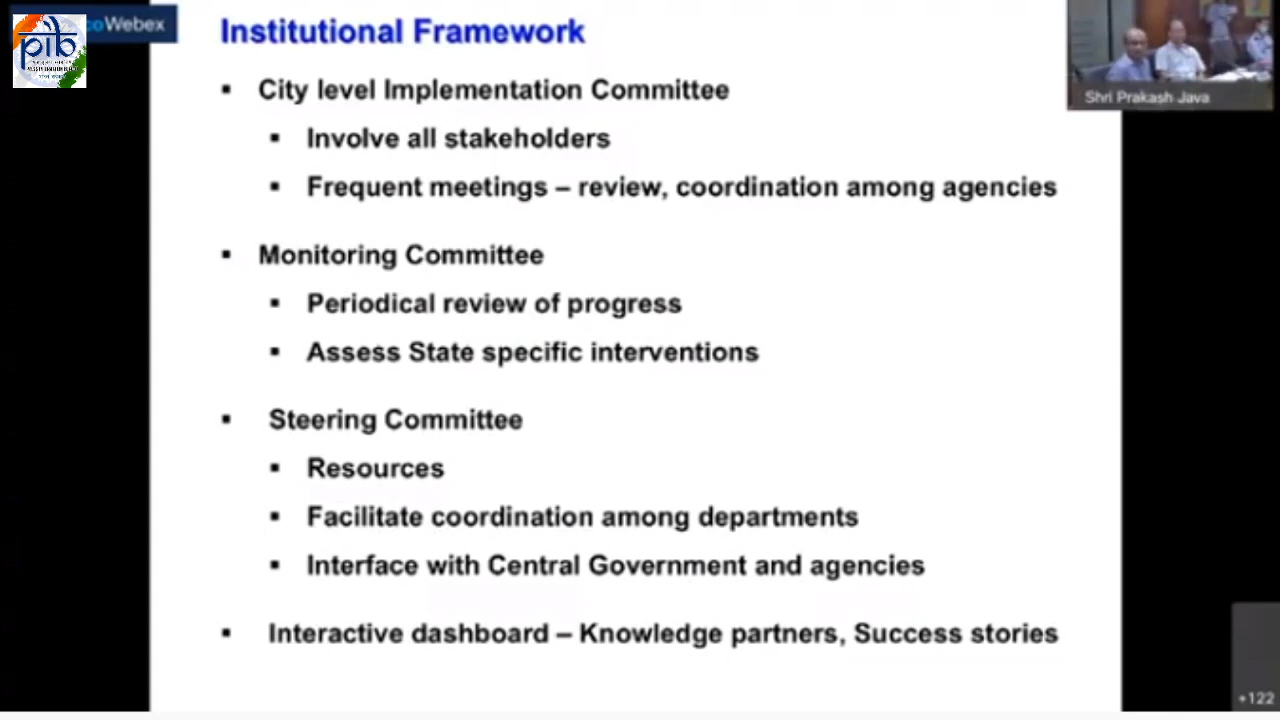 coWebex
pib
Institutional Framework
▪ City level Implementation Committee
▪ Involve all stakeholders
▪ Frequent meetings – review, coordination among agencies
▪ Monitoring Committee
▪ Periodical review of progress
▪ Assess State specific interventions
▪ Steering Committee
▪ Resources
▪ Facilitate coordination among departments
▪ Interface with Central Government and agencies
▪ Interactive dashboard – Knowledge partners, Success stories
Shri Prakash Java
+122